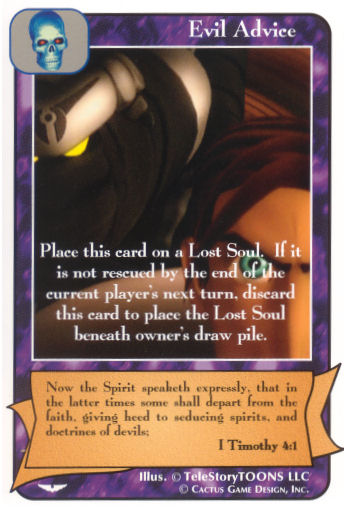 Evil Advice
Place this card on a Lost Soul. If it
is not rescued by the end of the
current player's next turn, discard
this card to place the Lost Soul
beneath owner's draw pile.
Now the Spirit speaketh expressly, that in
the latter times some shall depart from the
faith, giving heed to seducing spirits, and
doctrines of devils;
I Timothy 4:1
Illus. © TeleStoryTOONS LLC
© Cactus Game Design, Inc.